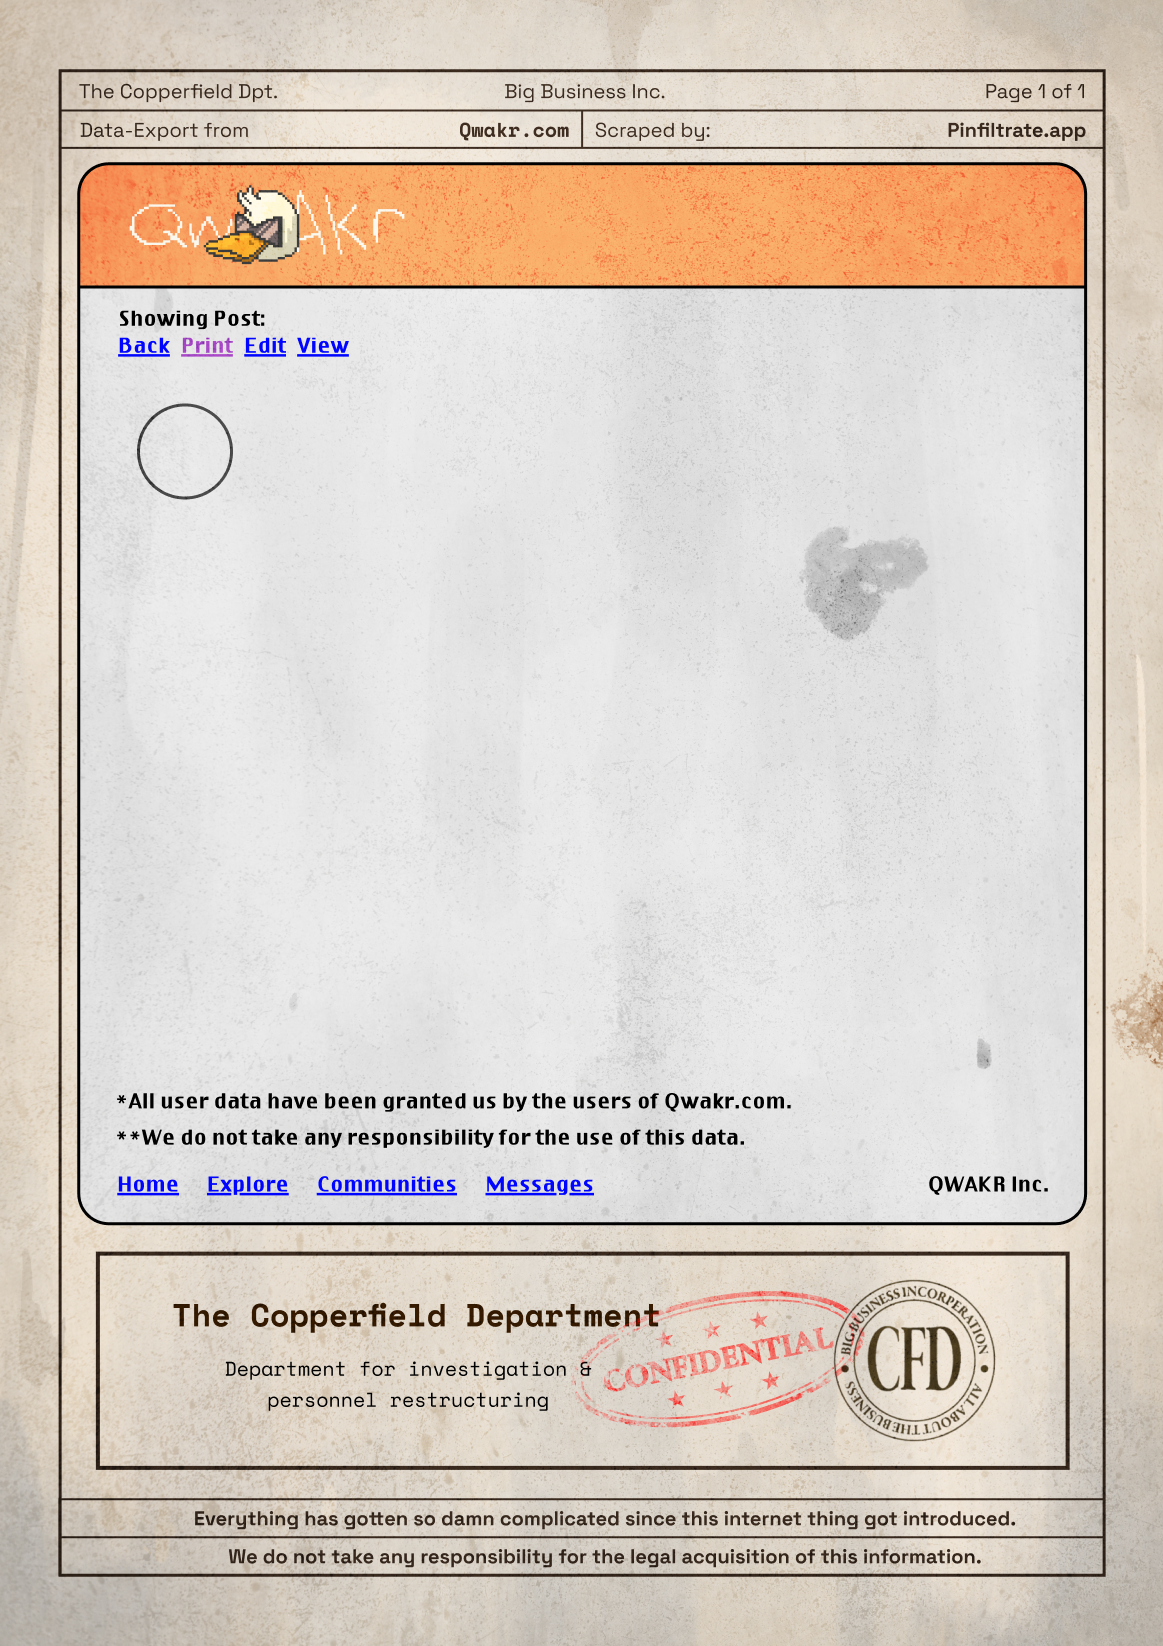 The Copperfield Dpt. Big Business Inc. Page 1 of 1
Data-Export from Qwakr.com Scraped by: Pinfiltrate.app
QwAkr
Showing Post:
Back Print Edit View
*All user data have been granted us by the users of Qwakr.com.
**We do not take any responsibility for the use of this data.
Home Explore Communities Messages QWAKR Inc.
The Copperfield Department
Department for investigation &
personnel restructuring
CONFIDENTIAL
BIG BUSINESS INCORPERATION
CFD
ALL ABOUT THE BUSINESS
Everything has gotten so damn complicated since this internet thing got introduced.
We do not take any responsibility for the legal acquisition of this information.